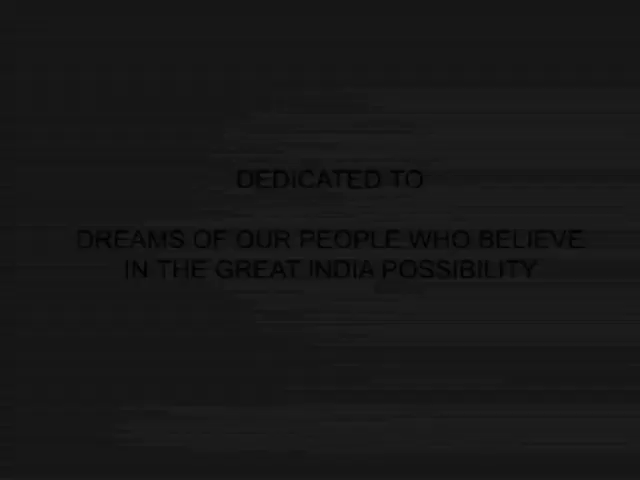 DEDICATED TO
DREAMS OF OUR PEOPLE WHO BELIEVE
IN THE GREAT INDIA POSSIBILITY